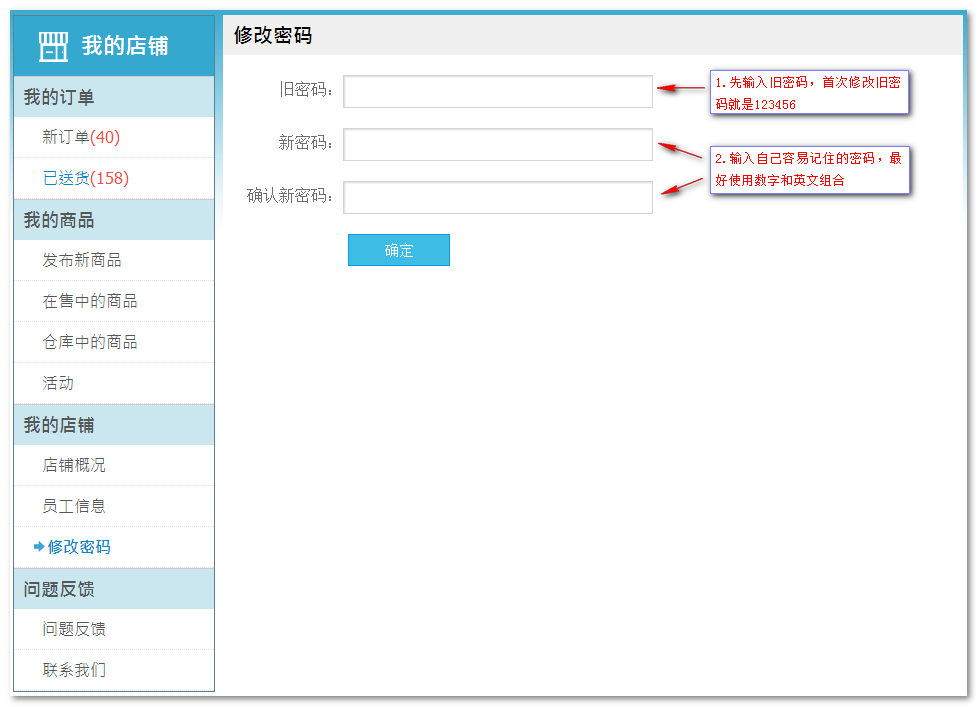 我的店铺
我的订单
新订单(40)
已送货(158)
我的商品
发布新商品
在售中的商品
仓库中的商品
活动
我的店铺
店铺概况
员工信息
修改密码
问题反馈
问题反馈
联系我们
修改密码
旧密码：
新密码：
确认新密码：
确定
1.先输入旧密码，首次修改旧密
码就是123456
2.输入自己容易记住的密码，最
好使用数字和英文组合